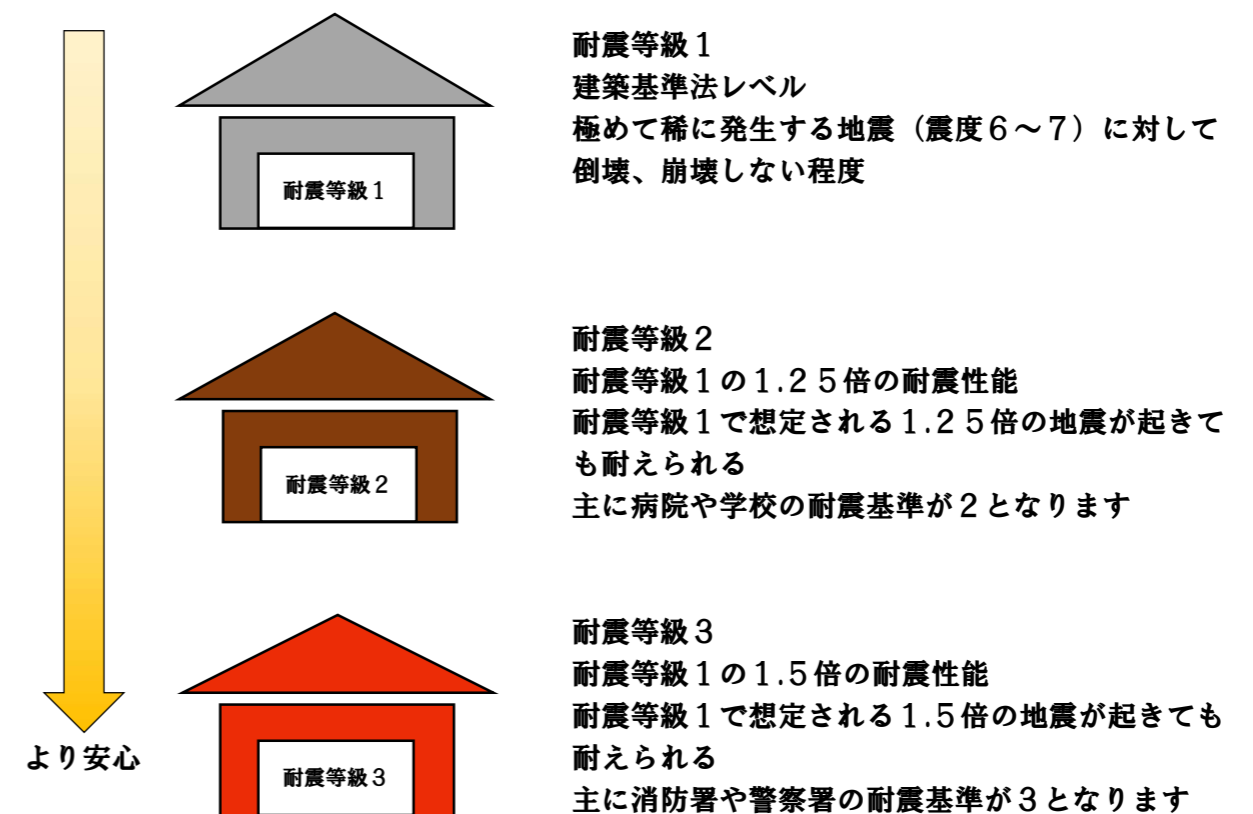 耐震等級１
建築基準法レベル
極めて稀に発生する地震（震度６～７）に対して
倒壊、崩壊しない程度
耐震等級１
耐震等級２
耐震等級１の１.２５倍の耐震性能
耐震等級１で想定される１.２５倍の地震が起きて
も耐えられる
主に病院や学校の耐震基準が２となります
耐震等級２
耐震等級３
耐震等級１の１.５倍の耐震性能
耐震等級１で想定される１.５倍の地震が起きても
耐えられる
主に消防署や警察署の耐震基準が３となります
耐震等級３
より安心